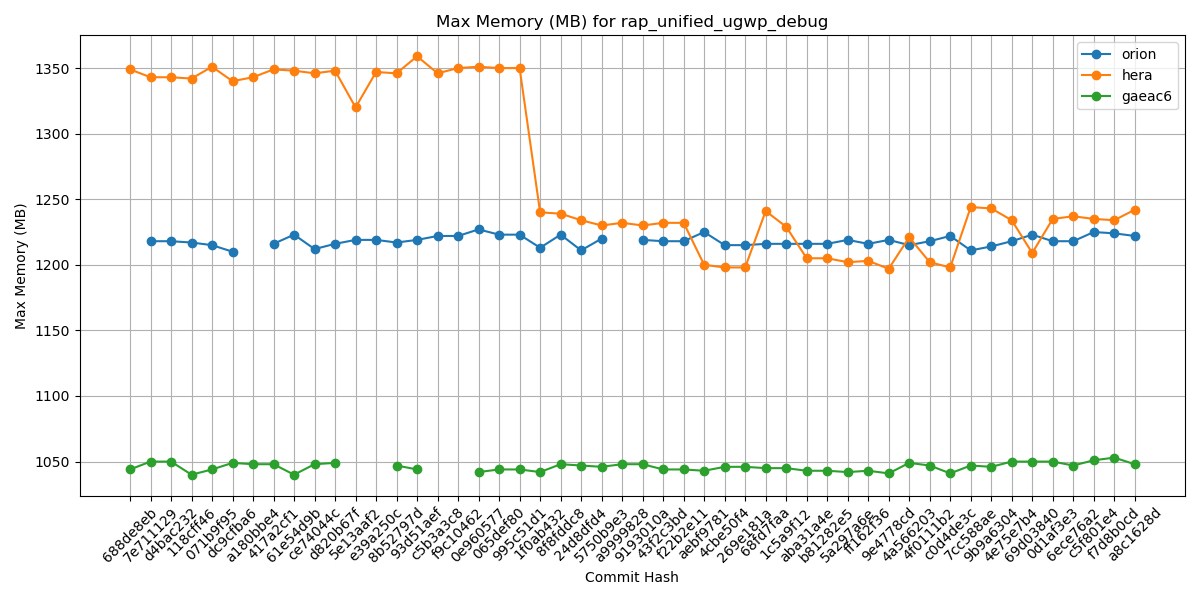 Max Memory (MB) for rap_unified_ugwp_debug
orion
hera
gaeac6
Max Memory (MB)
1350
1300
1250
1200
1150
1100
1050
688de8eb
7e711129
d4bac232
118cff46
071b9f95
dc9cfba6
a180bbe4
417a2cf1
61e54d9b
ce74044c
d820b67f
5e13aaf2
e39a250c
8b52797d
93d51aef
c5b3a3c8
f9c10462
0e960577
065def80
995c51d1
1f0ab432
8f8fddc8
24d8dfd4
5750b9e3
a9999828
9193010a
43f2c3bd
f22b2e11
aebf9781
4cbe50f4
269e181a
68fd7faa
1c5a9f12
aba31a4e
b81282e5
5a297a6e
ff162f36
9e4778cd
4a566203
4f0111b2
c0d4de3c
7cc588ae
9b9a6304
4e75e7b4
69d03840
0d1af3e3
6ece76a2
c5f801e4
f7d8b0cd
a8c1628d
Commit Hash